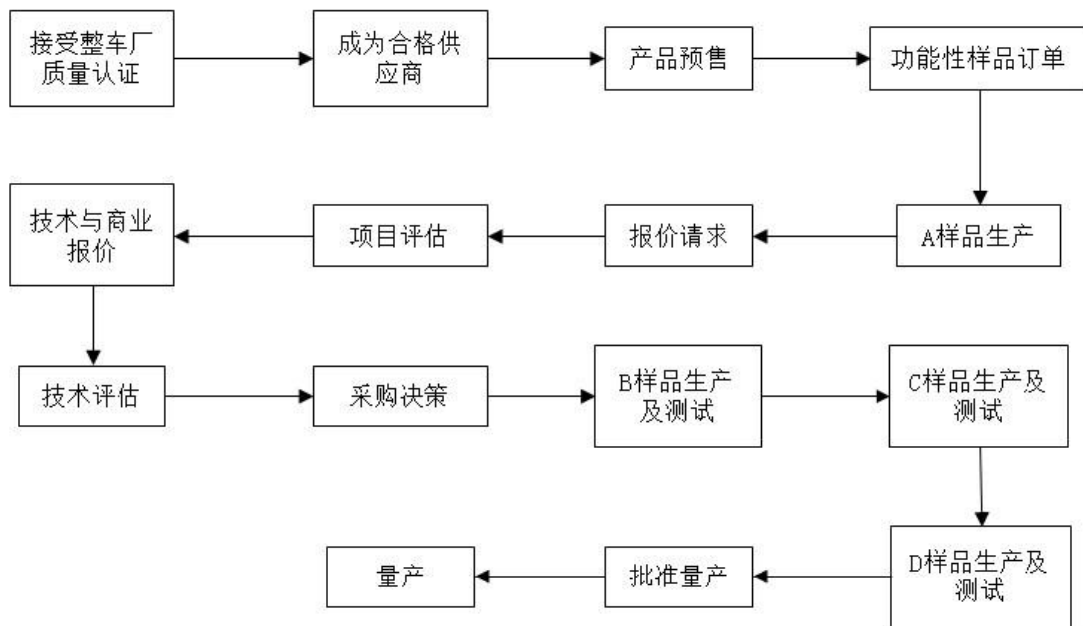 接受整车厂
质量认证
成为合格供
应商
产品预售
功能性样品订单
A样品生产
报价请求
项目评估
技术与商业
报价
技术评估
采购决策
B样品生产
及测试
C样品生产及
测试
D样品生产及
测试
批准量产
量产